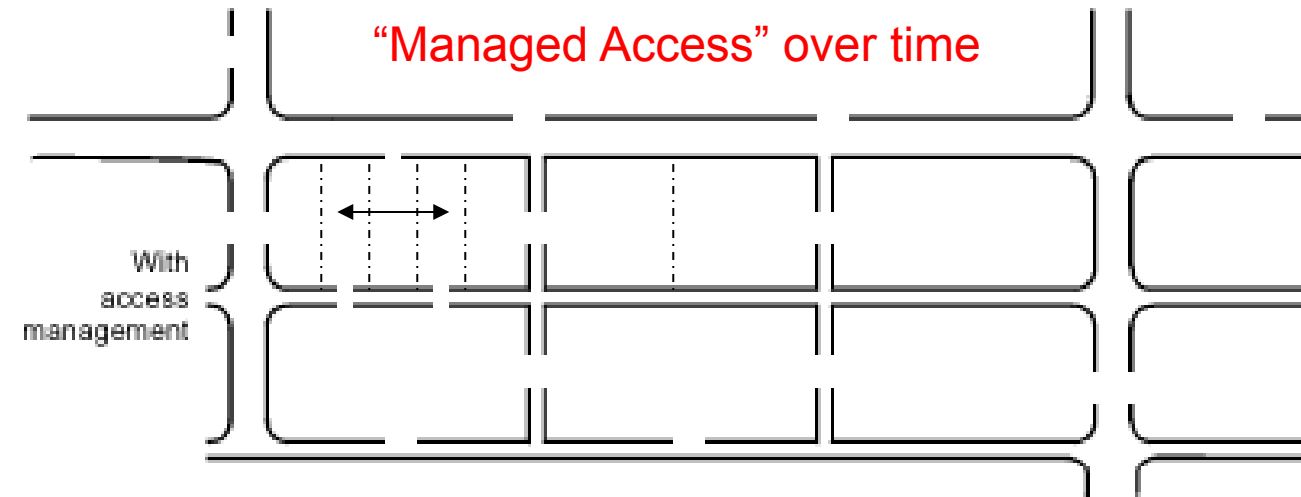 “Managed Access” over time
With
access
management